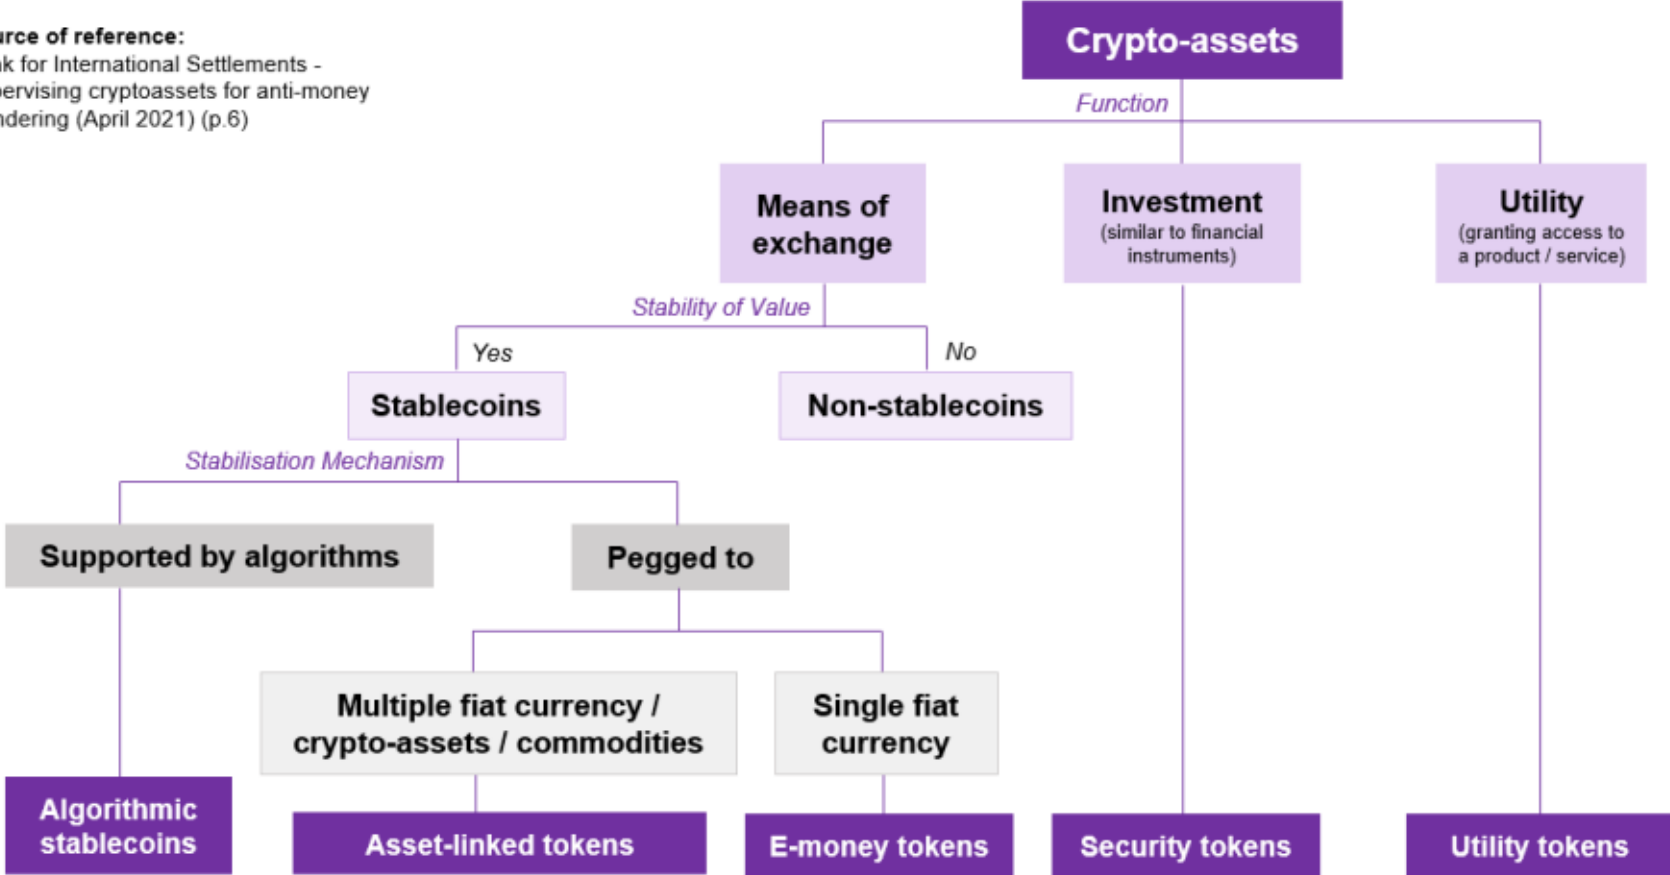 urce of reference:
k for International Settlements -
ervising cryptoassets for anti-money
ndering (April 2021) (p.6)
Crypto-assets
Function
Means of
exchange
Investment
(similar to financial
instruments)
Utility
(granting access to
a product / service)
Stability of Value
Yes
No
Stablecoins
Non-stablecoins
Stabilisation Mechanism
Supported by algorithms
Pegged to
Multiple fiat currency /
crypto-assets / commodities
Single fiat
currency
Algorithmic
stablecoins
Asset-linked tokens
E-money tokens
Security tokens
Utility tokens